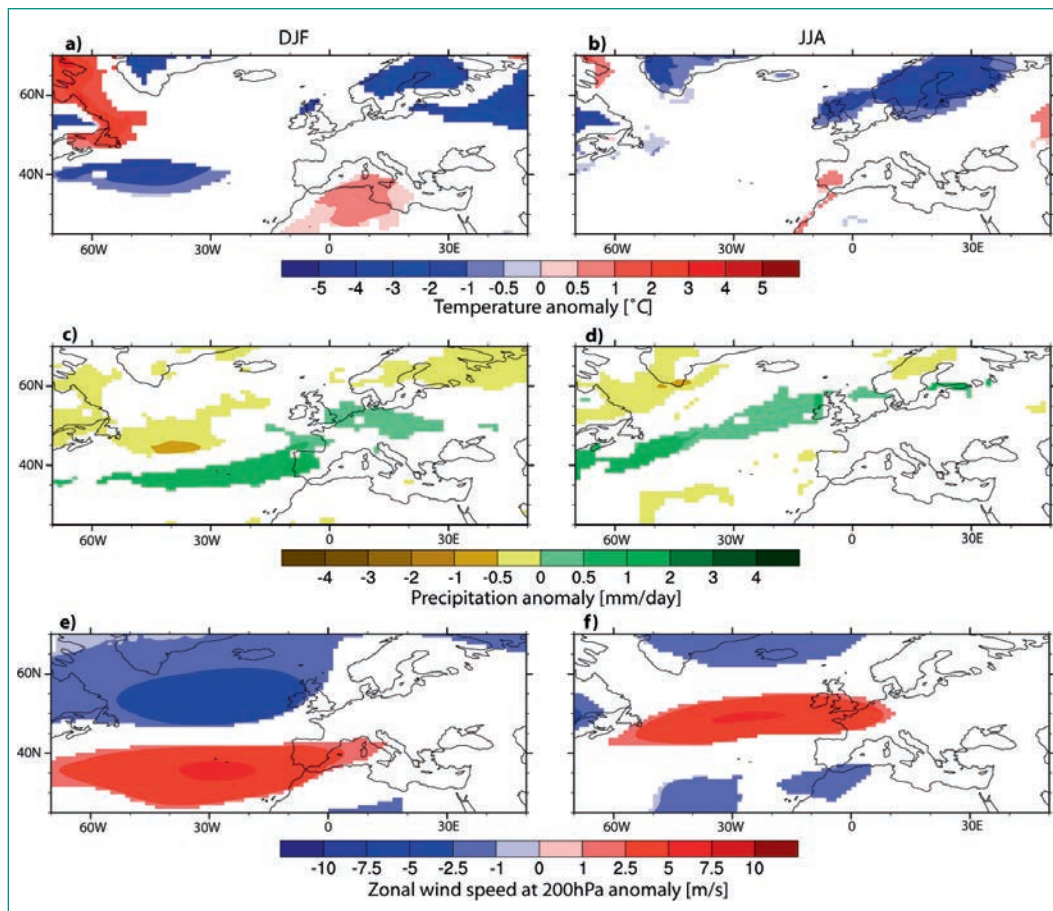 DJF
JJA
a)
b)
60N
40N
60W 30W 0 30E
60W 30W 0 30E
-5 -4 -3 -2 -1 -0.5 0 0.5 1 2 3 4 5
Temperature anomaly [˚C]
c)
d)
60N
40N
60W 30W 0 30E
60W 30W 0 30E
-4 -3 -2 -1 -0.5 0 0.5 1 2 3 4
Precipitation anomaly [mm/day]
e)
f)
60N
40N
60W 30W 0 30E
60W 30W 0 30E
-10 -7.5 -5 -2.5 -1 0 1 2.5 5 7.5 10
Zonal wind speed at 200hPa anomaly [m/s]